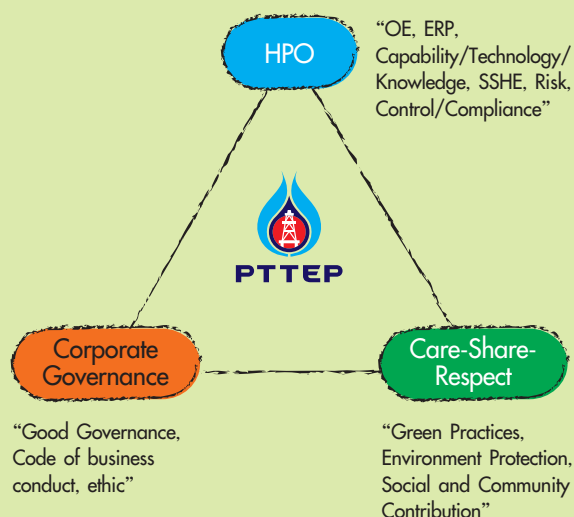 HPO
“OE, ERP,
Capability/Technology/
Knowledge, SSHE, Risk,
Control/Compliance”
PTTEP
Corporate
Governance
“Good Governance,
Code of business
conduct, ethic”
Care-Share-
Respect
“Green Practices,
Environment Protection,
Social and Community
Contribution”